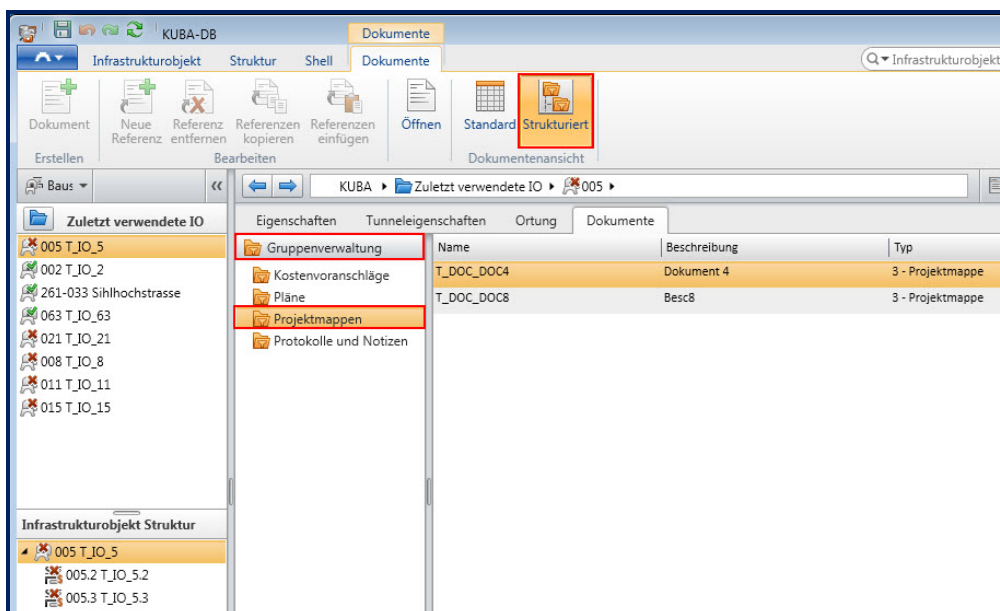 KUBA-DB
Dokumente
Infrastrukturobjekt Struktur Shell Dokumente
Infrastrukturobjekt
Dokument
Neue Referenz
Referenz entfernen
Referenzen kopieren
Referenzen einfügen
Öffnen
Standard
Strukturiert
Erstellen
Bearbeiten
Dokumentenansicht
Baus
KUBA Zuletzt verwendete IO 005
Zuletzt verwendete IO
005 T_IO_5
002 T_IO_2
261-033 Sihlhochstrasse
063 T_IO_63
021 T_IO_21
008 T_IO_8
011 T_IO_11
015 T_IO_15
Infrastrukturobjekt Struktur
005 T_IO_5
005.2 T_IO_5.2
005.3 T_IO_5.3
Eigenschaften Tunneleigenschaften Ortung Dokumente
Gruppenverwaltung
Kostenvoranschläge
Pläne
Projektmappen
Protokolle und Notizen
Name Beschreibung Typ
T_DOC_DOC4 Dokument 4 3 - Projektmappe
T_DOC_DOC8 Besc8 3 - Projektmappe